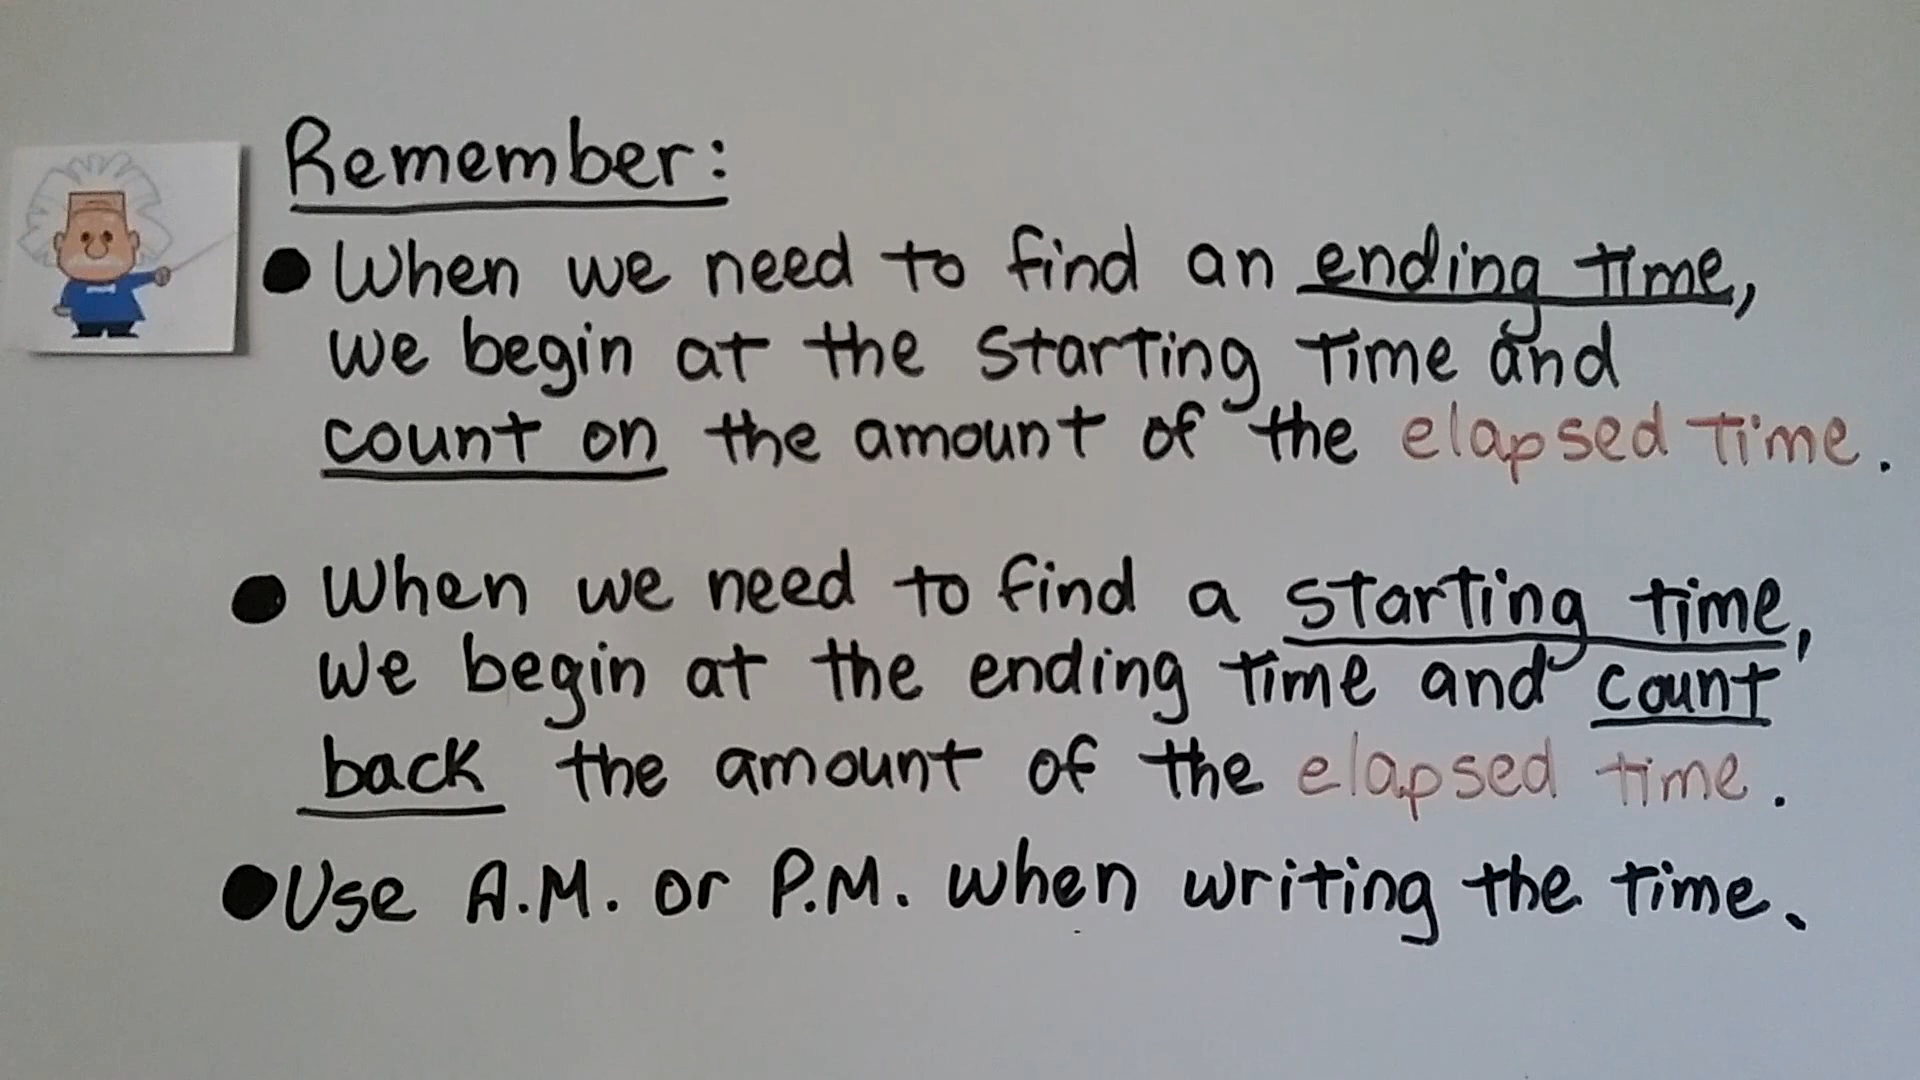 Remember:
● When we need to find an ending time,
we begin at the starting time and
count on the amount of the elapsed time.
● When we need to find a starting time,
we begin at the ending time and count
back the amount of the elapsed time.
● Use A.M. or P.M. when writing the time.